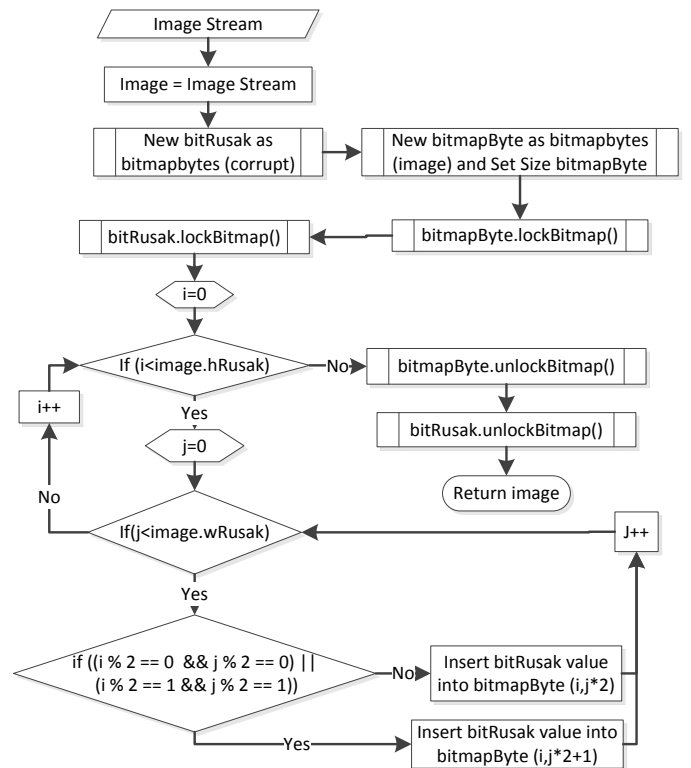 Image Stream
Image = Image Stream
New bitRusak as
bitmapbytes (corrupt)
New bitmapByte as bitmapbytes
(image) and Set Size bitmapByte
bitRusak.lockBitmap()
bitmapByte.lockBitmap()
i=0
If (i<image.hRusak)
No
bitmapByte.unlockBitmap()
i++
Yes
bitRusak.unlockBitmap()
j=0
No
Return image
If(j<image.wRusak)
J++
Yes
if ((i % 2 == 0 && j % 2 == 0) ||
(i % 2 == 1 && j % 2 == 1))
No
Insert bitRusak value
into bitmapByte (i,j*2)
Yes
Insert bitRusak value into
bitmapByte (i,j*2+1)